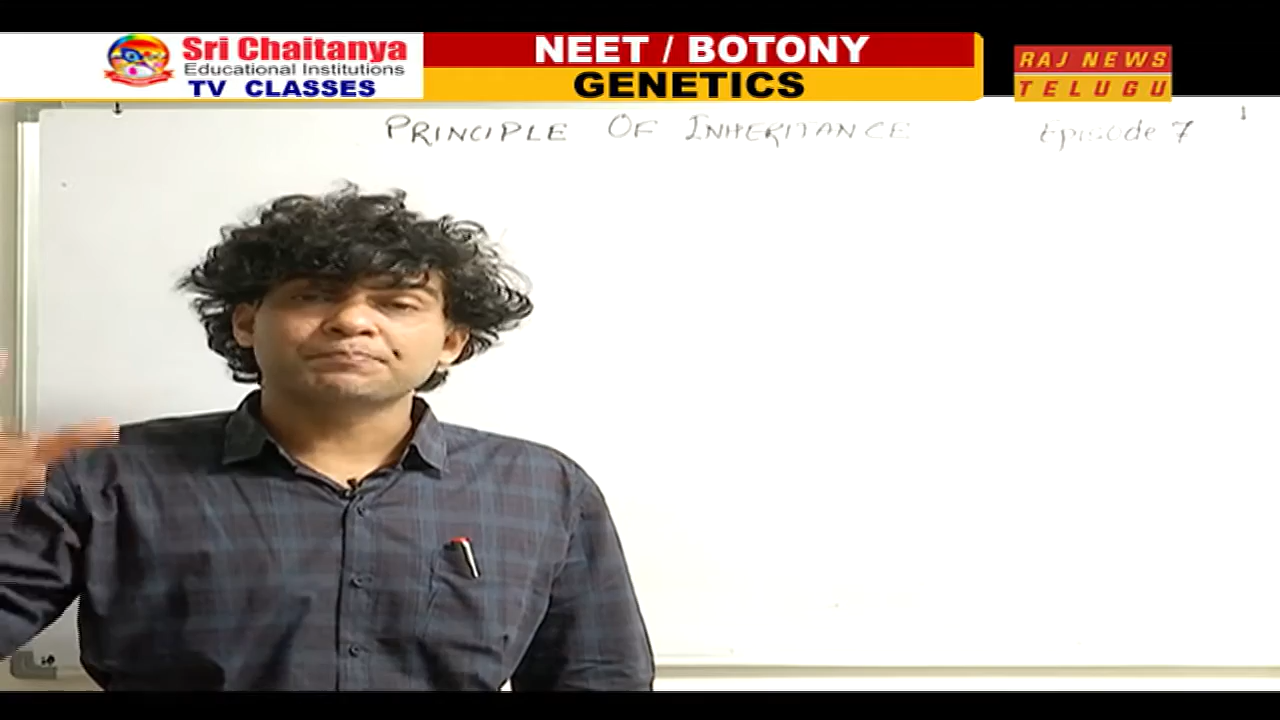 Sri Chaitanya
Educational Institutions
TV CLASSES
NEET / BOTONY
GENETICS
RAJ NEWS
TELUGU
PRINCIPLE OF INHERITANCE
Episode 7